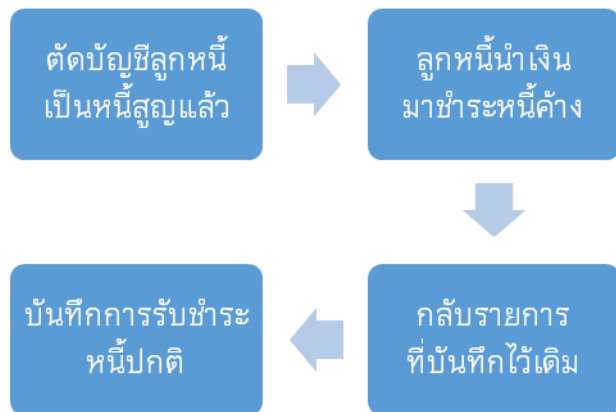 ตัดบัญชีลูกหนี้
เป็นหนี้สูญแล้ว
ลูกหนี้นำเงิน
มาชำระหนี้ค้าง
กลับรายการ
ที่บันทึกไว้เดิม
บันทึกการรับชำระ
หนี้ปกติ